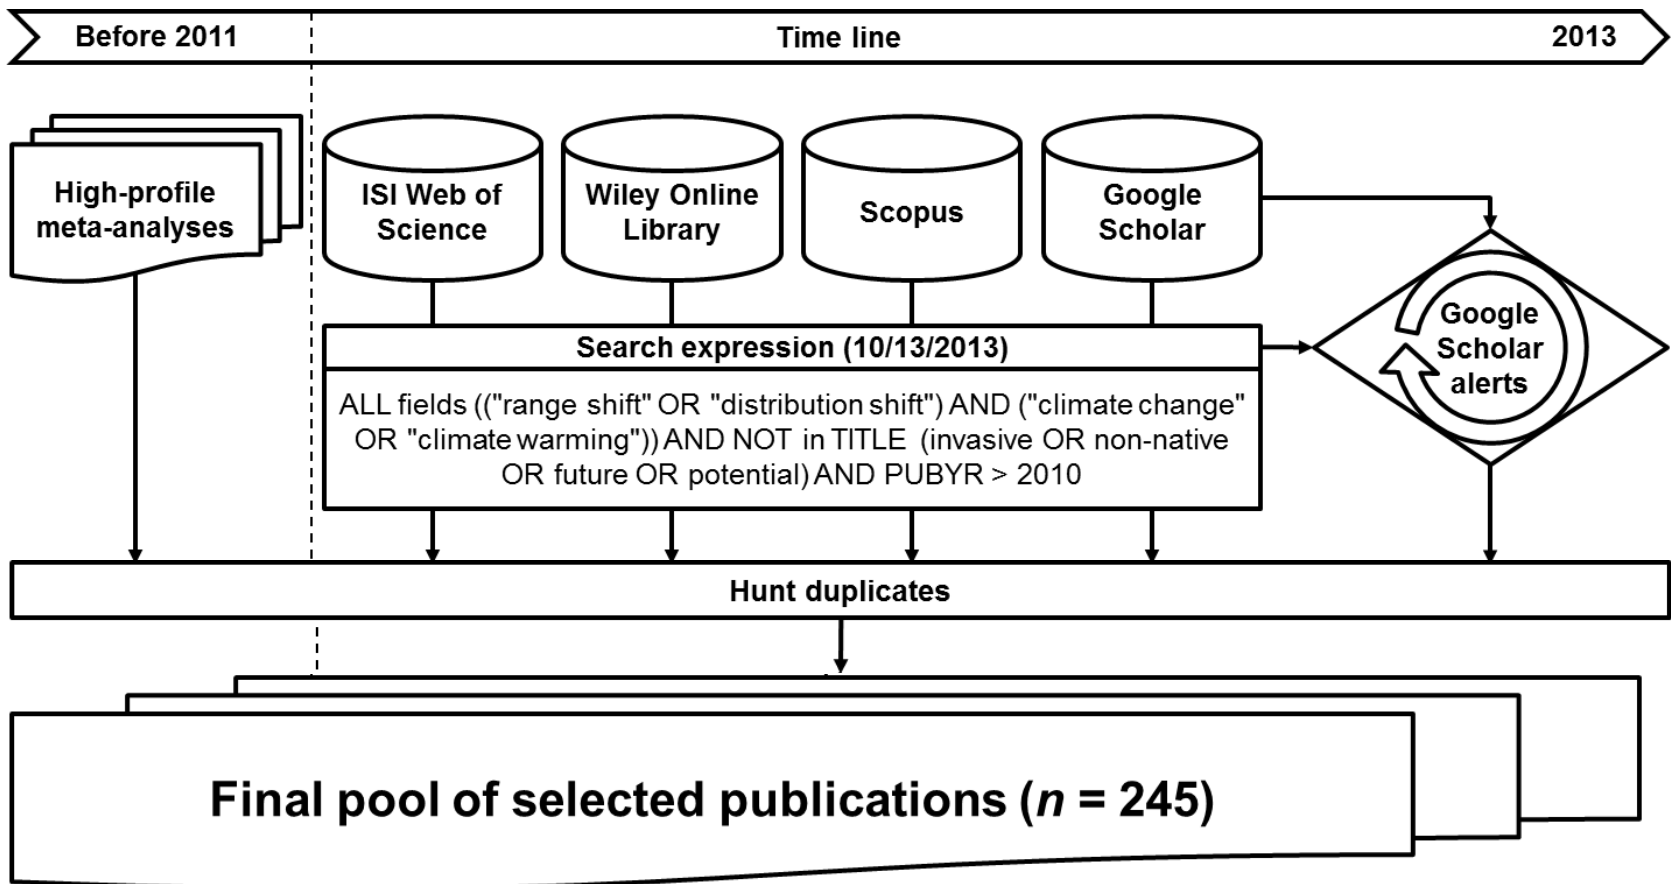 Before 2011
Time line
2013
High-profile
meta-analyses
ISI Web of
Science
Wiley Online
Library
Scopus
Google
Scholar
Google
Scholar
alerts
Search expression (10/13/2013)
ALL fields (("range shift" OR "distribution shift") AND ("climate change"
OR "climate warming")) AND NOT in TITLE (invasive OR non-native
OR future OR potential) AND PUBYR > 2010
Hunt duplicates
Final pool of selected publications (n = 245)